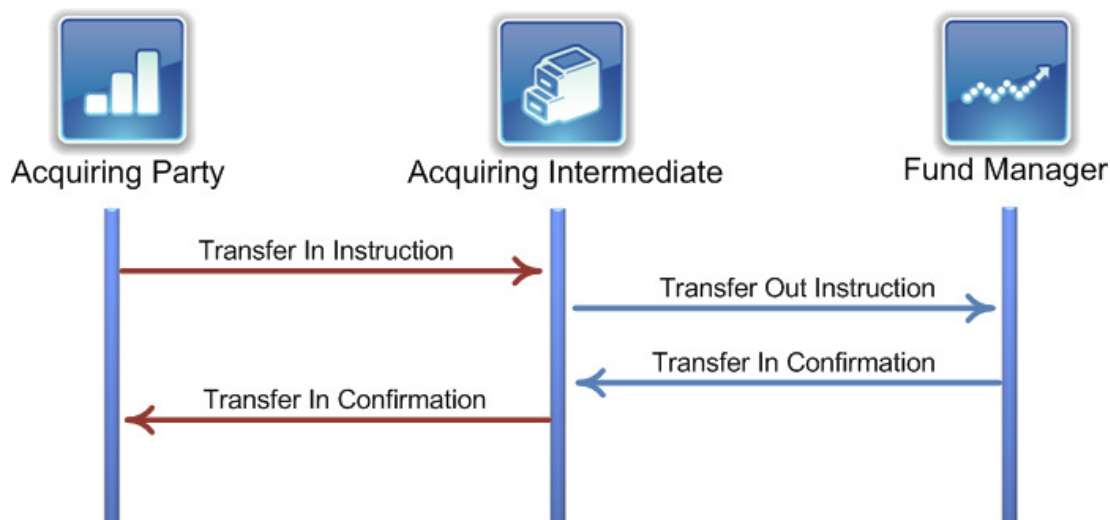 Acquiring Party
Acquiring Intermediate
Fund Manager
Transfer In Instruction
Transfer Out Instruction
Transfer In Confirmation
Transfer In Confirmation